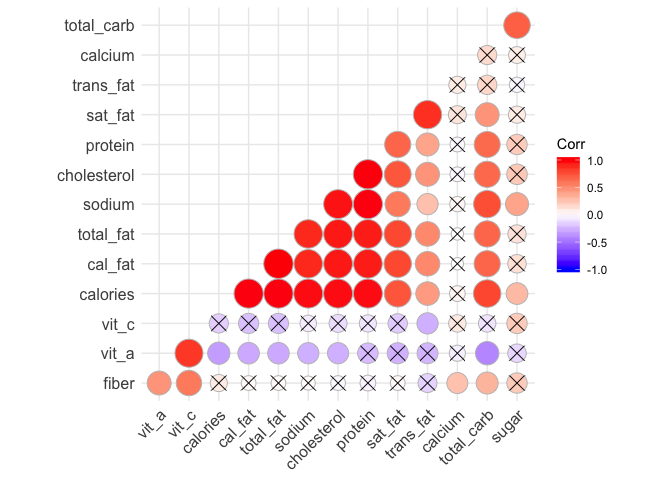 total_carb
calcium
trans_fat
sat_fat
protein
cholesterol
sodium
total_fat
cal_fat
calories
vit_c
vit_a
fiber
vit_a
vit_c
calories
cal_fat
total_fat
sodium
cholesterol
protein
sat_fat
trans_fat
calcium
total_carb
sugar
Corr
1.0
0.5
0.0
-0.5
-1.0